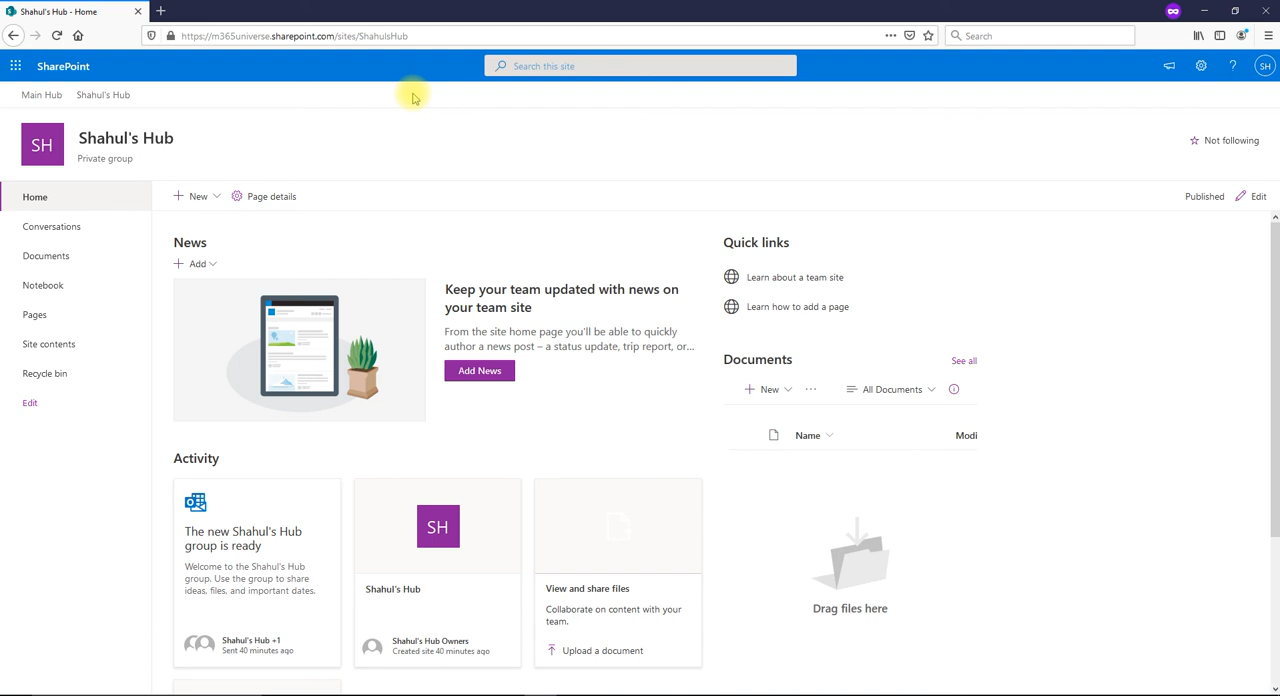 Shahul's Hub - Home
https://m365universe.sharepoint.com/sites/ShahulsHub
Search
SharePoint
Search this site
SH
Main Hub
Shahul's Hub
SH
Shahul's Hub
Private group
Not following
Home
Conversations
Documents
Notebook
Pages
Site contents
Recycle bin
Edit
New
Page details
Published
Edit
News
Add
Keep your team updated with news on
your team site
From the site home page you'll be able to quickly
author a news post – a status update, trip report, or...
Add News
Quick links
Learn about a team site
Learn how to add a page
Documents
See all
New
All Documents
Name
Modi
Drag files here
Activity
The new Shahul's Hub
group is ready
Welcome to the Shahul's Hub
group. Use the group to share
ideas, files, and important dates.
Shahul's Hub +1
Sent 40 minutes ago
SH
Shahul's Hub
Shahul's Hub Owners
Created site 40 minutes ago
View and share files
Collaborate on content with your
team.
Upload a document